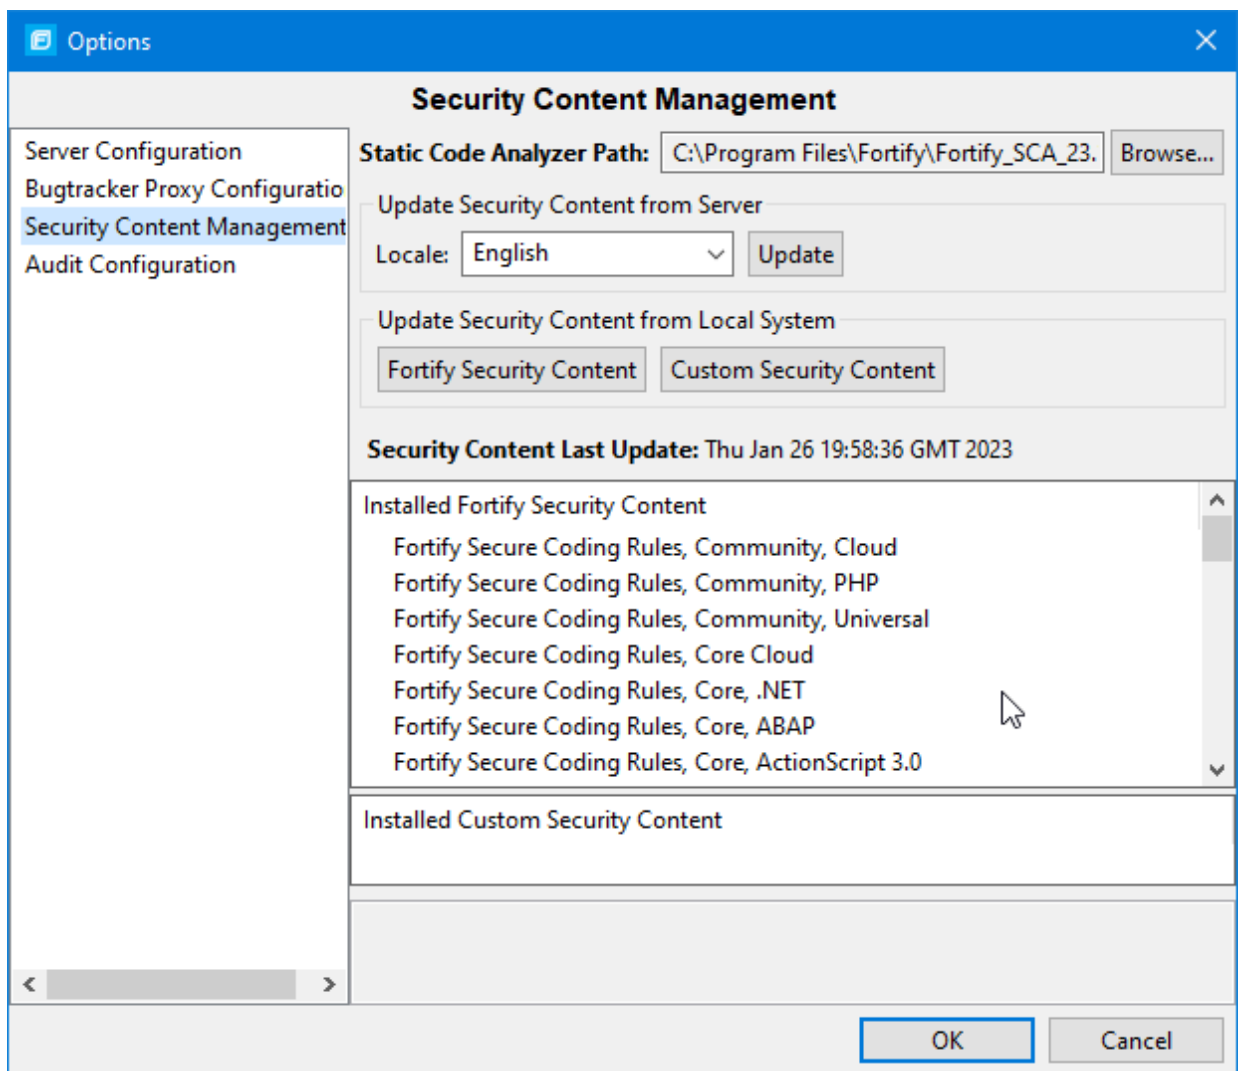 Options
Security Content Management
Server Configuration
Bugtracker Proxy Configuratio
Security Content Management
Audit Configuration
Static Code Analyzer Path: C:\Program Files\Fortify\Fortify_SCA_23. Browse...
Update Security Content from Server
Locale: English Update
Update Security Content from Local System
Fortify Security Content Custom Security Content
Security Content Last Update: Thu Jan 26 19:58:36 GMT 2023
Installed Fortify Security Content
Fortify Secure Coding Rules, Community, Cloud
Fortify Secure Coding Rules, Community, PHP
Fortify Secure Coding Rules, Community, Universal
Fortify Secure Coding Rules, Core Cloud
Fortify Secure Coding Rules, Core, .NET
Fortify Secure Coding Rules, Core, ABAP
Fortify Secure Coding Rules, Core, ActionScript 3.0
Installed Custom Security Content
OK Cancel